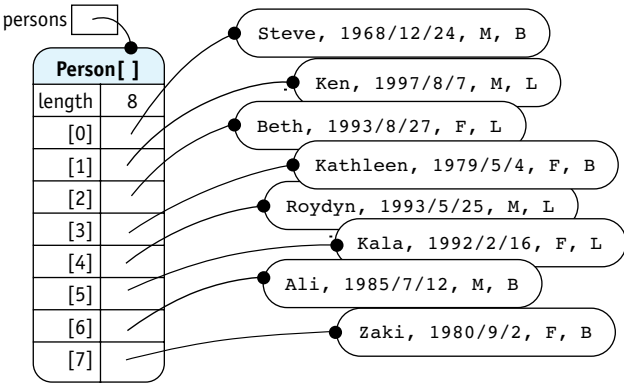 persons
Person[ ]
length 8
[0]
[1]
[2]
[3]
[4]
[5]
[6]
[7]
Steve, 1968/12/24, M, B
Ken, 1997/8/7, M, L
Beth, 1993/8/27, F, L
Kathleen, 1979/5/4, F, B
Roydyn, 1993/5/25, M, L
Kala, 1992/2/16, F, L
Ali, 1985/7/12, M, B
Zaki, 1980/9/2, F, B